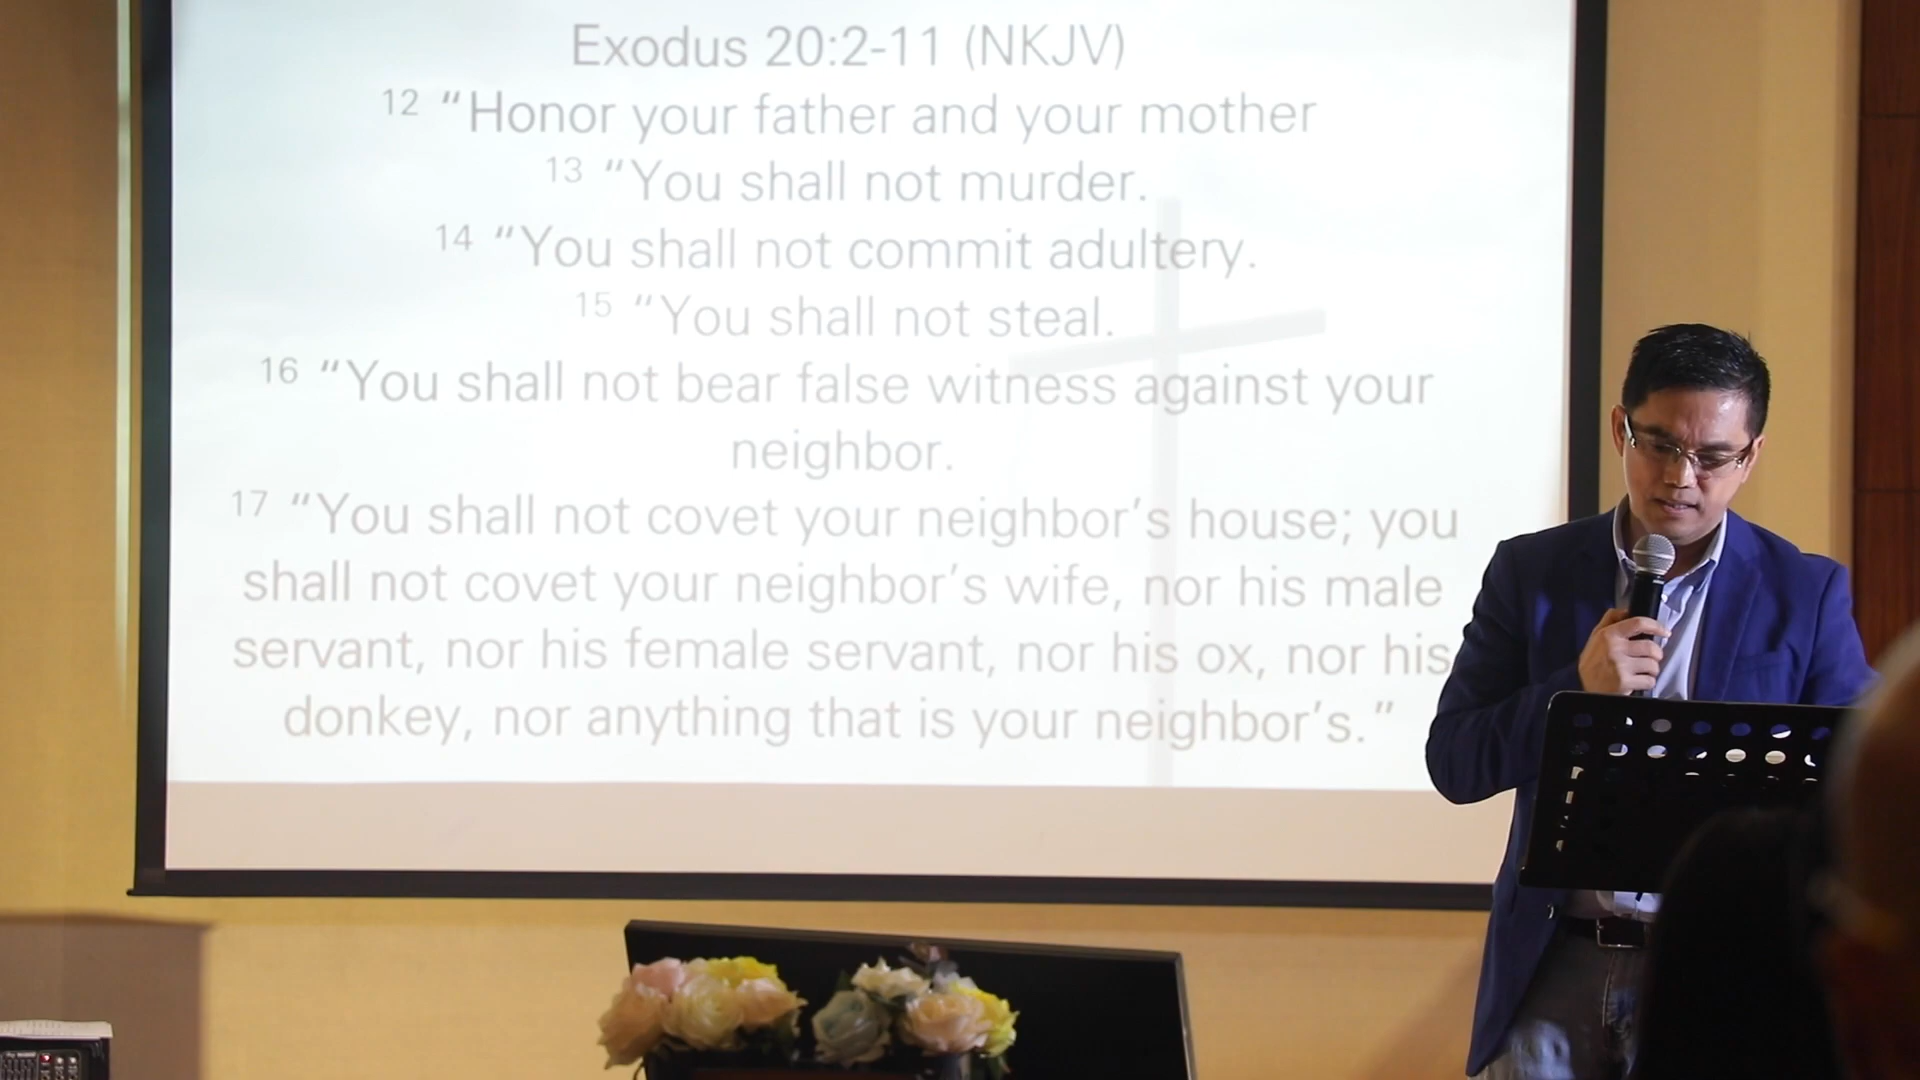 Exodus 20:2-11 (NKJV)
12 “Honor your father and your mother
13 “You shall not murder.
14 “You shall not commit adultery.
15 “You shall not steal.
16 “You shall not bear false witness against your
neighbor.
17 “You shall not covet your neighbor’s house; you
shall not covet your neighbor’s wife, nor his male
servant, nor his female servant, nor his ox, nor his
donkey, nor anything that is your neighbor’s.”